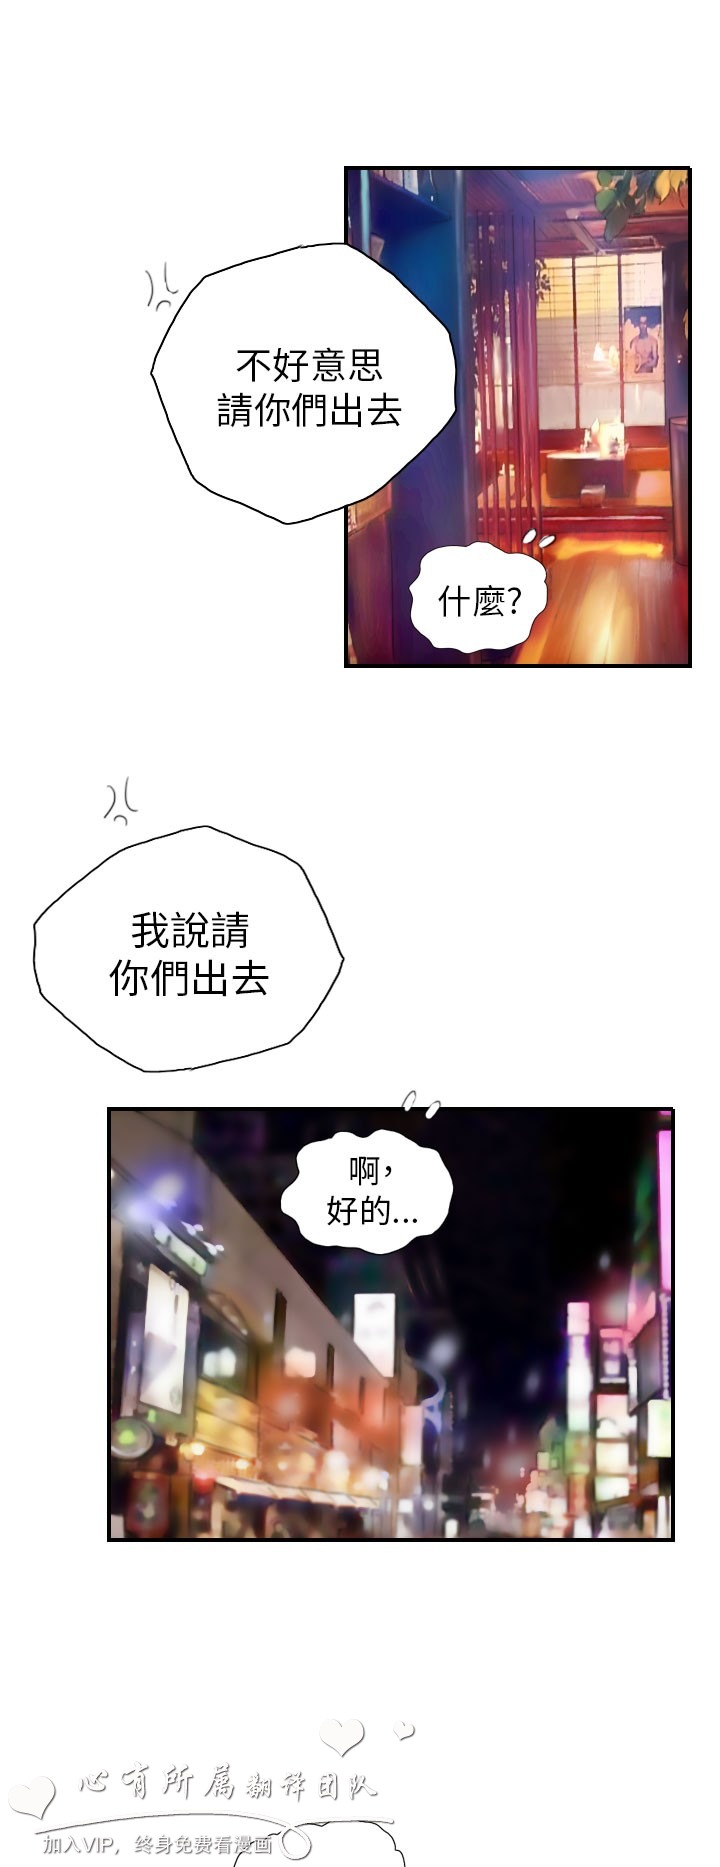 不好意思
請你們出去
什麼?
我說請
你們出去
啊,
好的...
心有所属翻译团队
加入VIP，终身免费看漫画